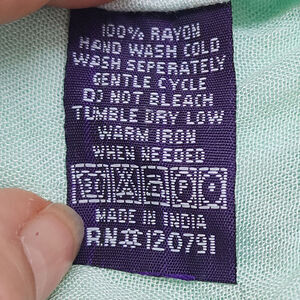 100% RAYON
HAND WASH COLD
WASH SEPERATELY
GENTLE CYCLE
DO NOT BLEACH
TUMBLE DRY LOW
WARM IRON
WHEN NEEDED
MADE IN INDIA
RN# 120791